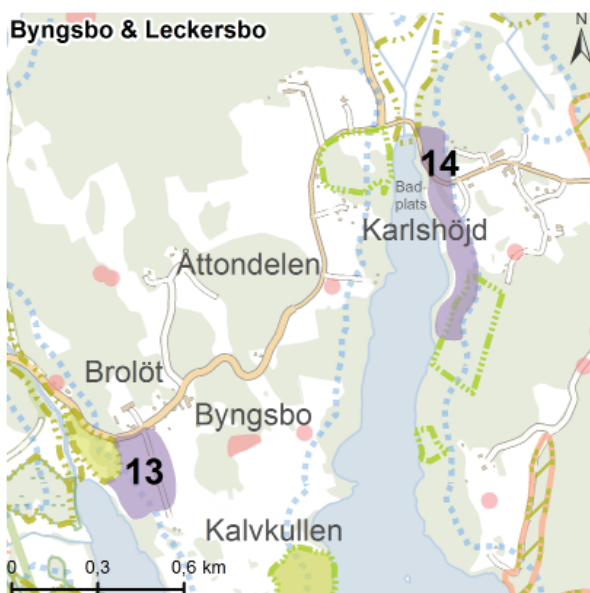 Byngsbo & Leckersbo
N
14
Bad-
plats
Karlshöjd
Åttondelen
Brolöt
Byngsbo
13
Kalvkullen
0 0,3 0,6 km